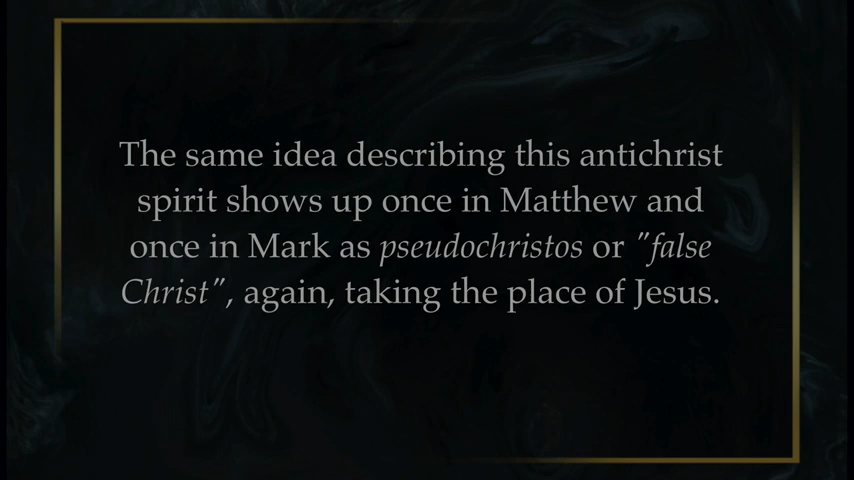 The same idea describing this antichrist
spirit shows up once in Matthew and
once in Mark as pseudochristos or "false
Christ", again, taking the place of Jesus.